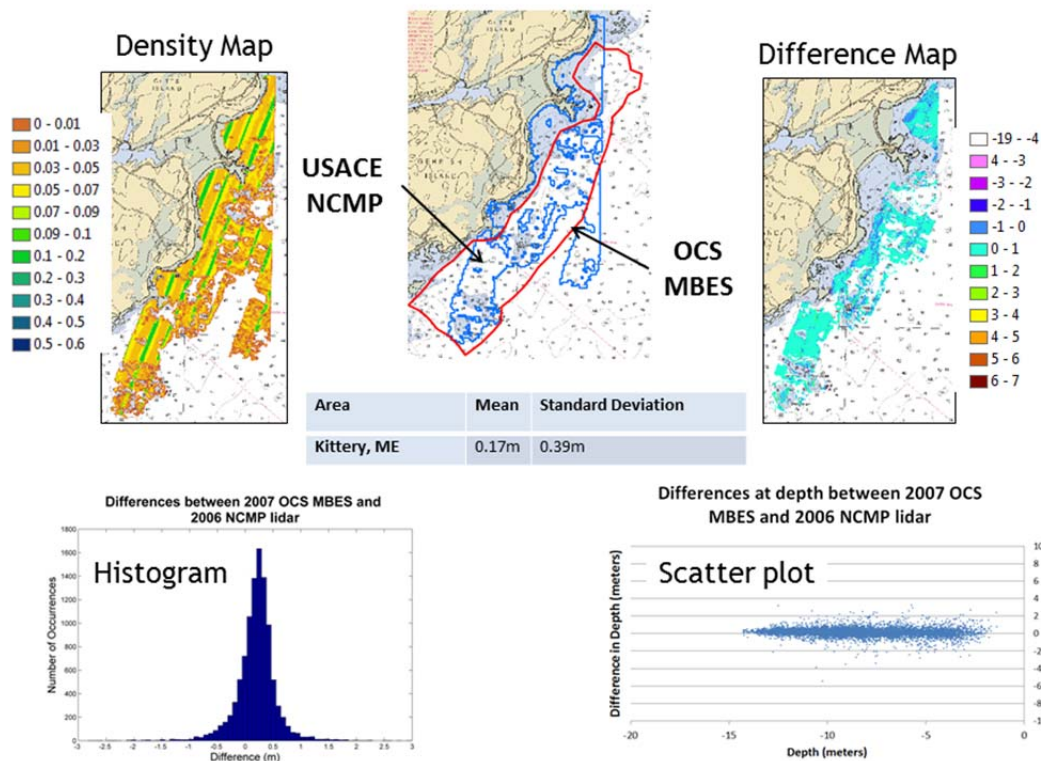 Density Map
0 - 0.01
0.01 - 0.03
0.03 - 0.05
0.05 - 0.07
0.07 - 0.09
0.09 - 0.1
0.1 - 0.2
0.2 - 0.3
0.3 - 0.4
0.4 - 0.5
0.5 - 0.6
USACE
NCMP
OCS
MBES
Difference Map
-19 - -4
4 - -3
-3 - -2
-2 - -1
-1 - 0
0 - 1
1 - 2
2 - 3
3 - 4
4 - 5
5 - 6
6 - 7
Area Mean Standard Deviation
Kittery, ME 0.17m 0.39m
Differences between 2007 OCS MBES and
2006 NCMP lidar
Histogram
Number of Occurrences
1800
1600
1400
1200
1000
800
600
400
200
0
-3 -2.5 -2 -1.5 -1 -0.5 0 0.5 1 1.5 2 2.5 3
Difference (m)
Differences at depth between 2007 OCS
MBES and 2006 NCMP lidar
Scatter plot
Difference in Depth (meters)
10
8
6
4
2
0
-2
-4
-6
-8
-20 -15 -10 -5 0
Depth (meters)